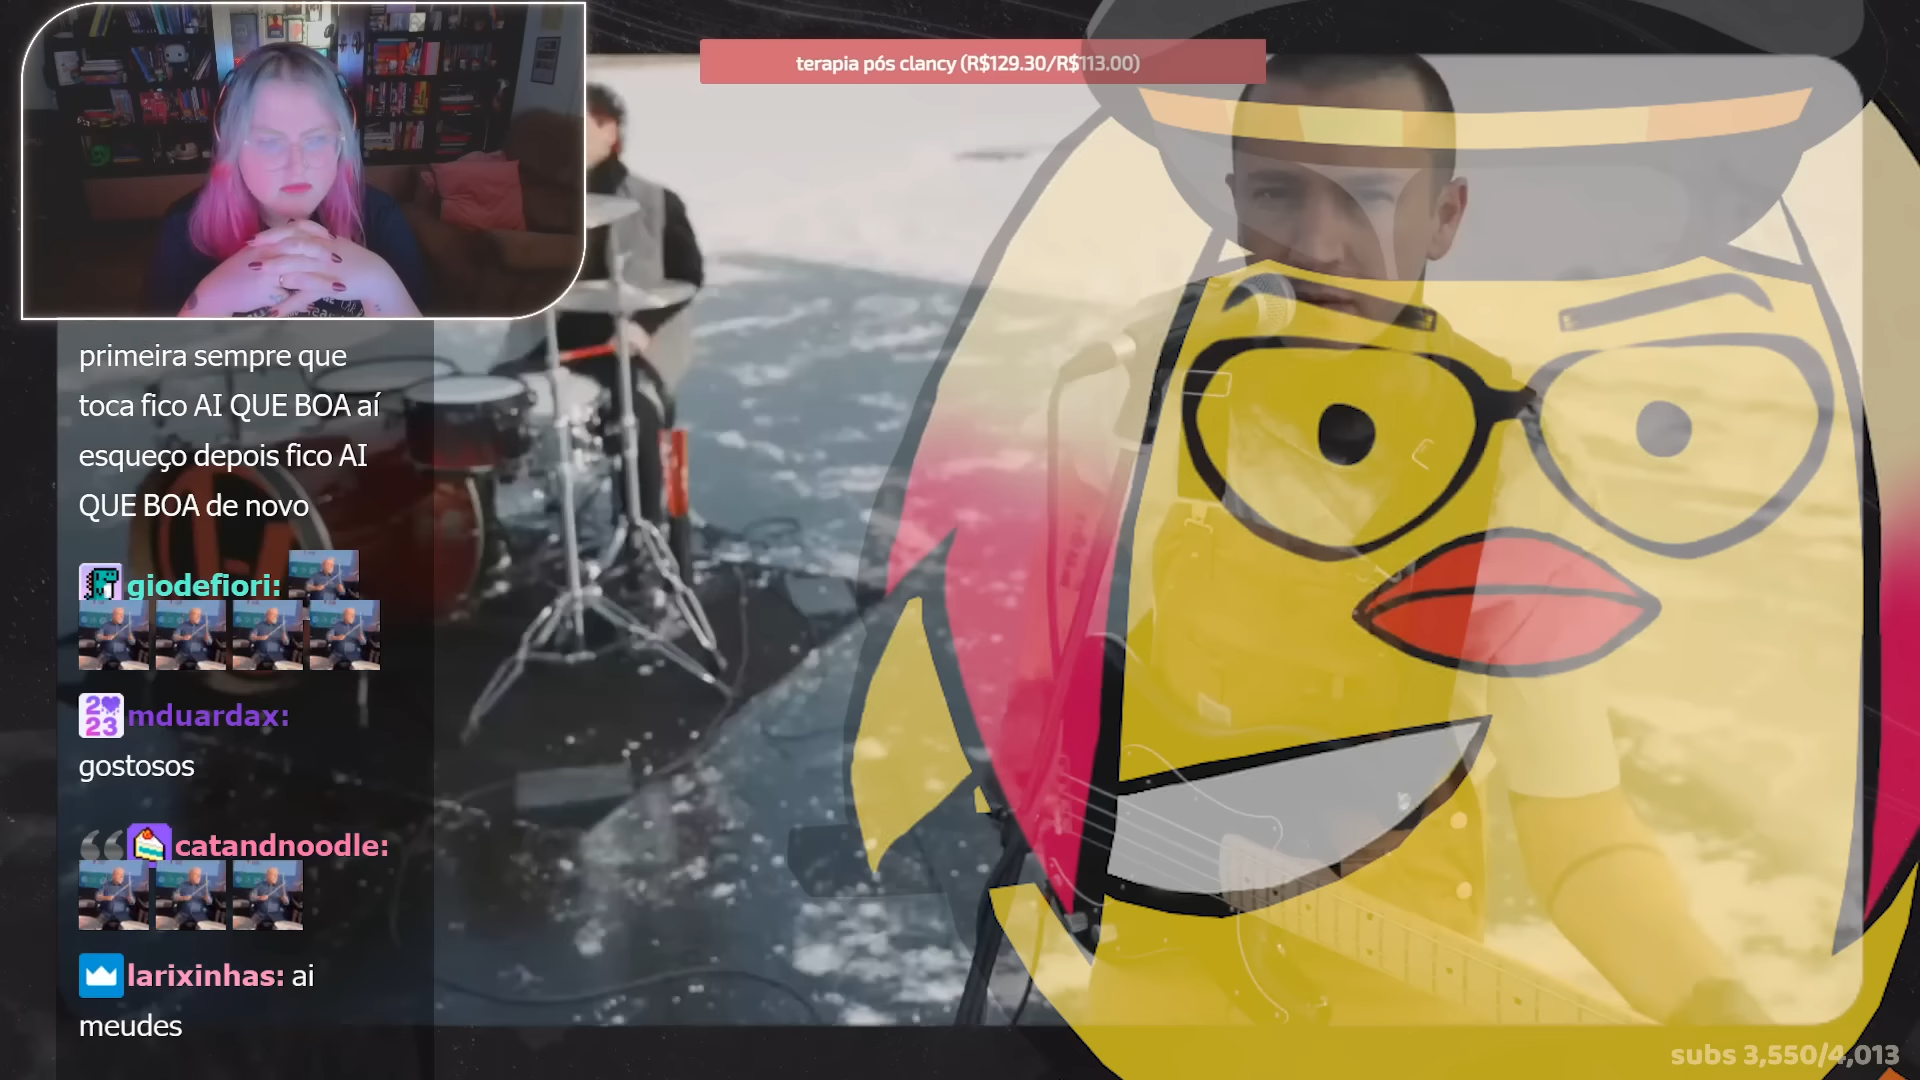 terapia pós clancy (R$129.30/R$113.00)
primeira sempre que
toca fico AI QUE BOA aí
esqueço depois fico AI
QUE BOA de novo
giodefiori:
2023
mduardax:
gostosos
catandnoodle:
larixinhas: ai
meudes
subs 3,550/4,013